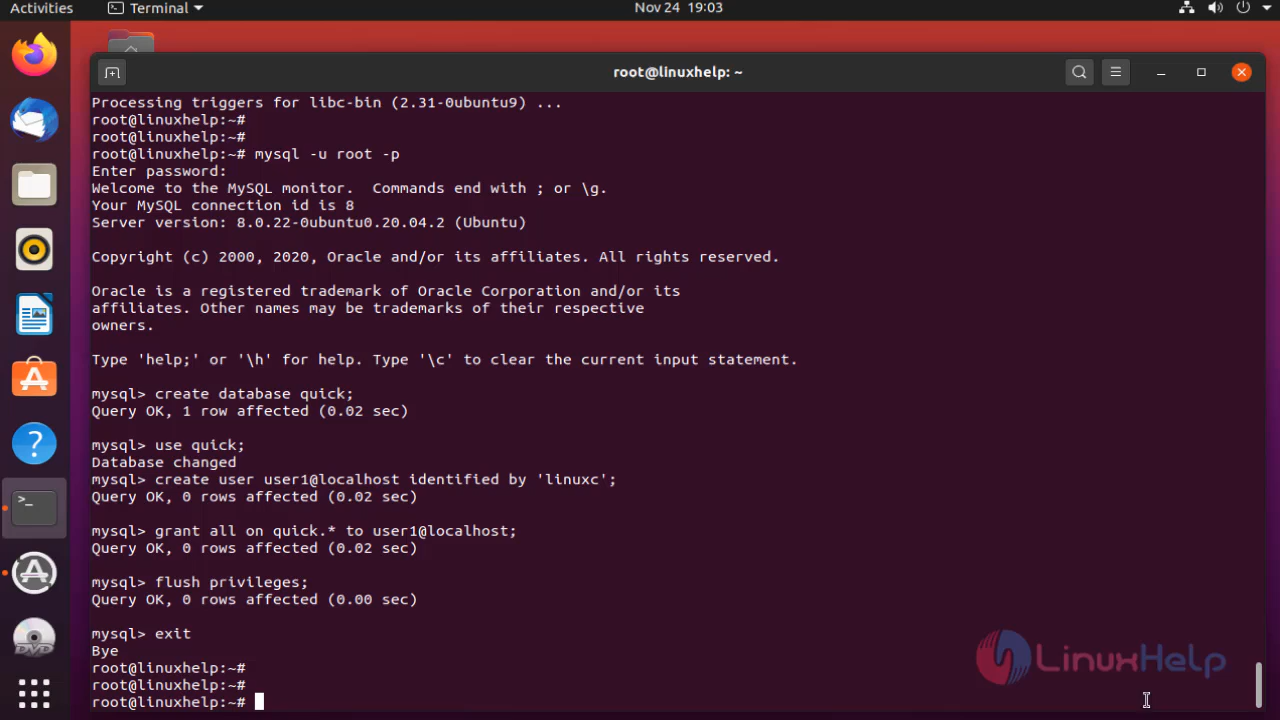 Activities
Terminal
Nov 24 19:03
root@linuxhelp: ~
Processing triggers for libc-bin (2.31-0ubuntu9) ...
root@linuxhelp:~#
root@linuxhelp:~#
root@linuxhelp:~# mysql -u root -p
Enter password:
Welcome to the MySQL monitor.  Commands end with ; or \g.
Your MySQL connection id is 8
Server version: 8.0.22-0ubuntu0.20.04.2 (Ubuntu)
Copyright (c) 2000, 2020, Oracle and/or its affiliates. All rights reserved.
Oracle is a registered trademark of Oracle Corporation and/or its
affiliates. Other names may be trademarks of their respective
owners.
Type 'help;' or '\h' for help. Type '\c' to clear the current input statement.
mysql> create database quick;
Query OK, 1 row affected (0.02 sec)
mysql> use quick;
Database changed
mysql> create user user1@localhost identified by 'linuxc';
Query OK, 0 rows affected (0.02 sec)
mysql> grant all on quick.* to user1@localhost;
Query OK, 0 rows affected (0.02 sec)
mysql> flush privileges;
Query OK, 0 rows affected (0.00 sec)
mysql> exit
Bye
root@linuxhelp:~#
root@linuxhelp:~#
root@linuxhelp:~#
LinuxHelp
DVD